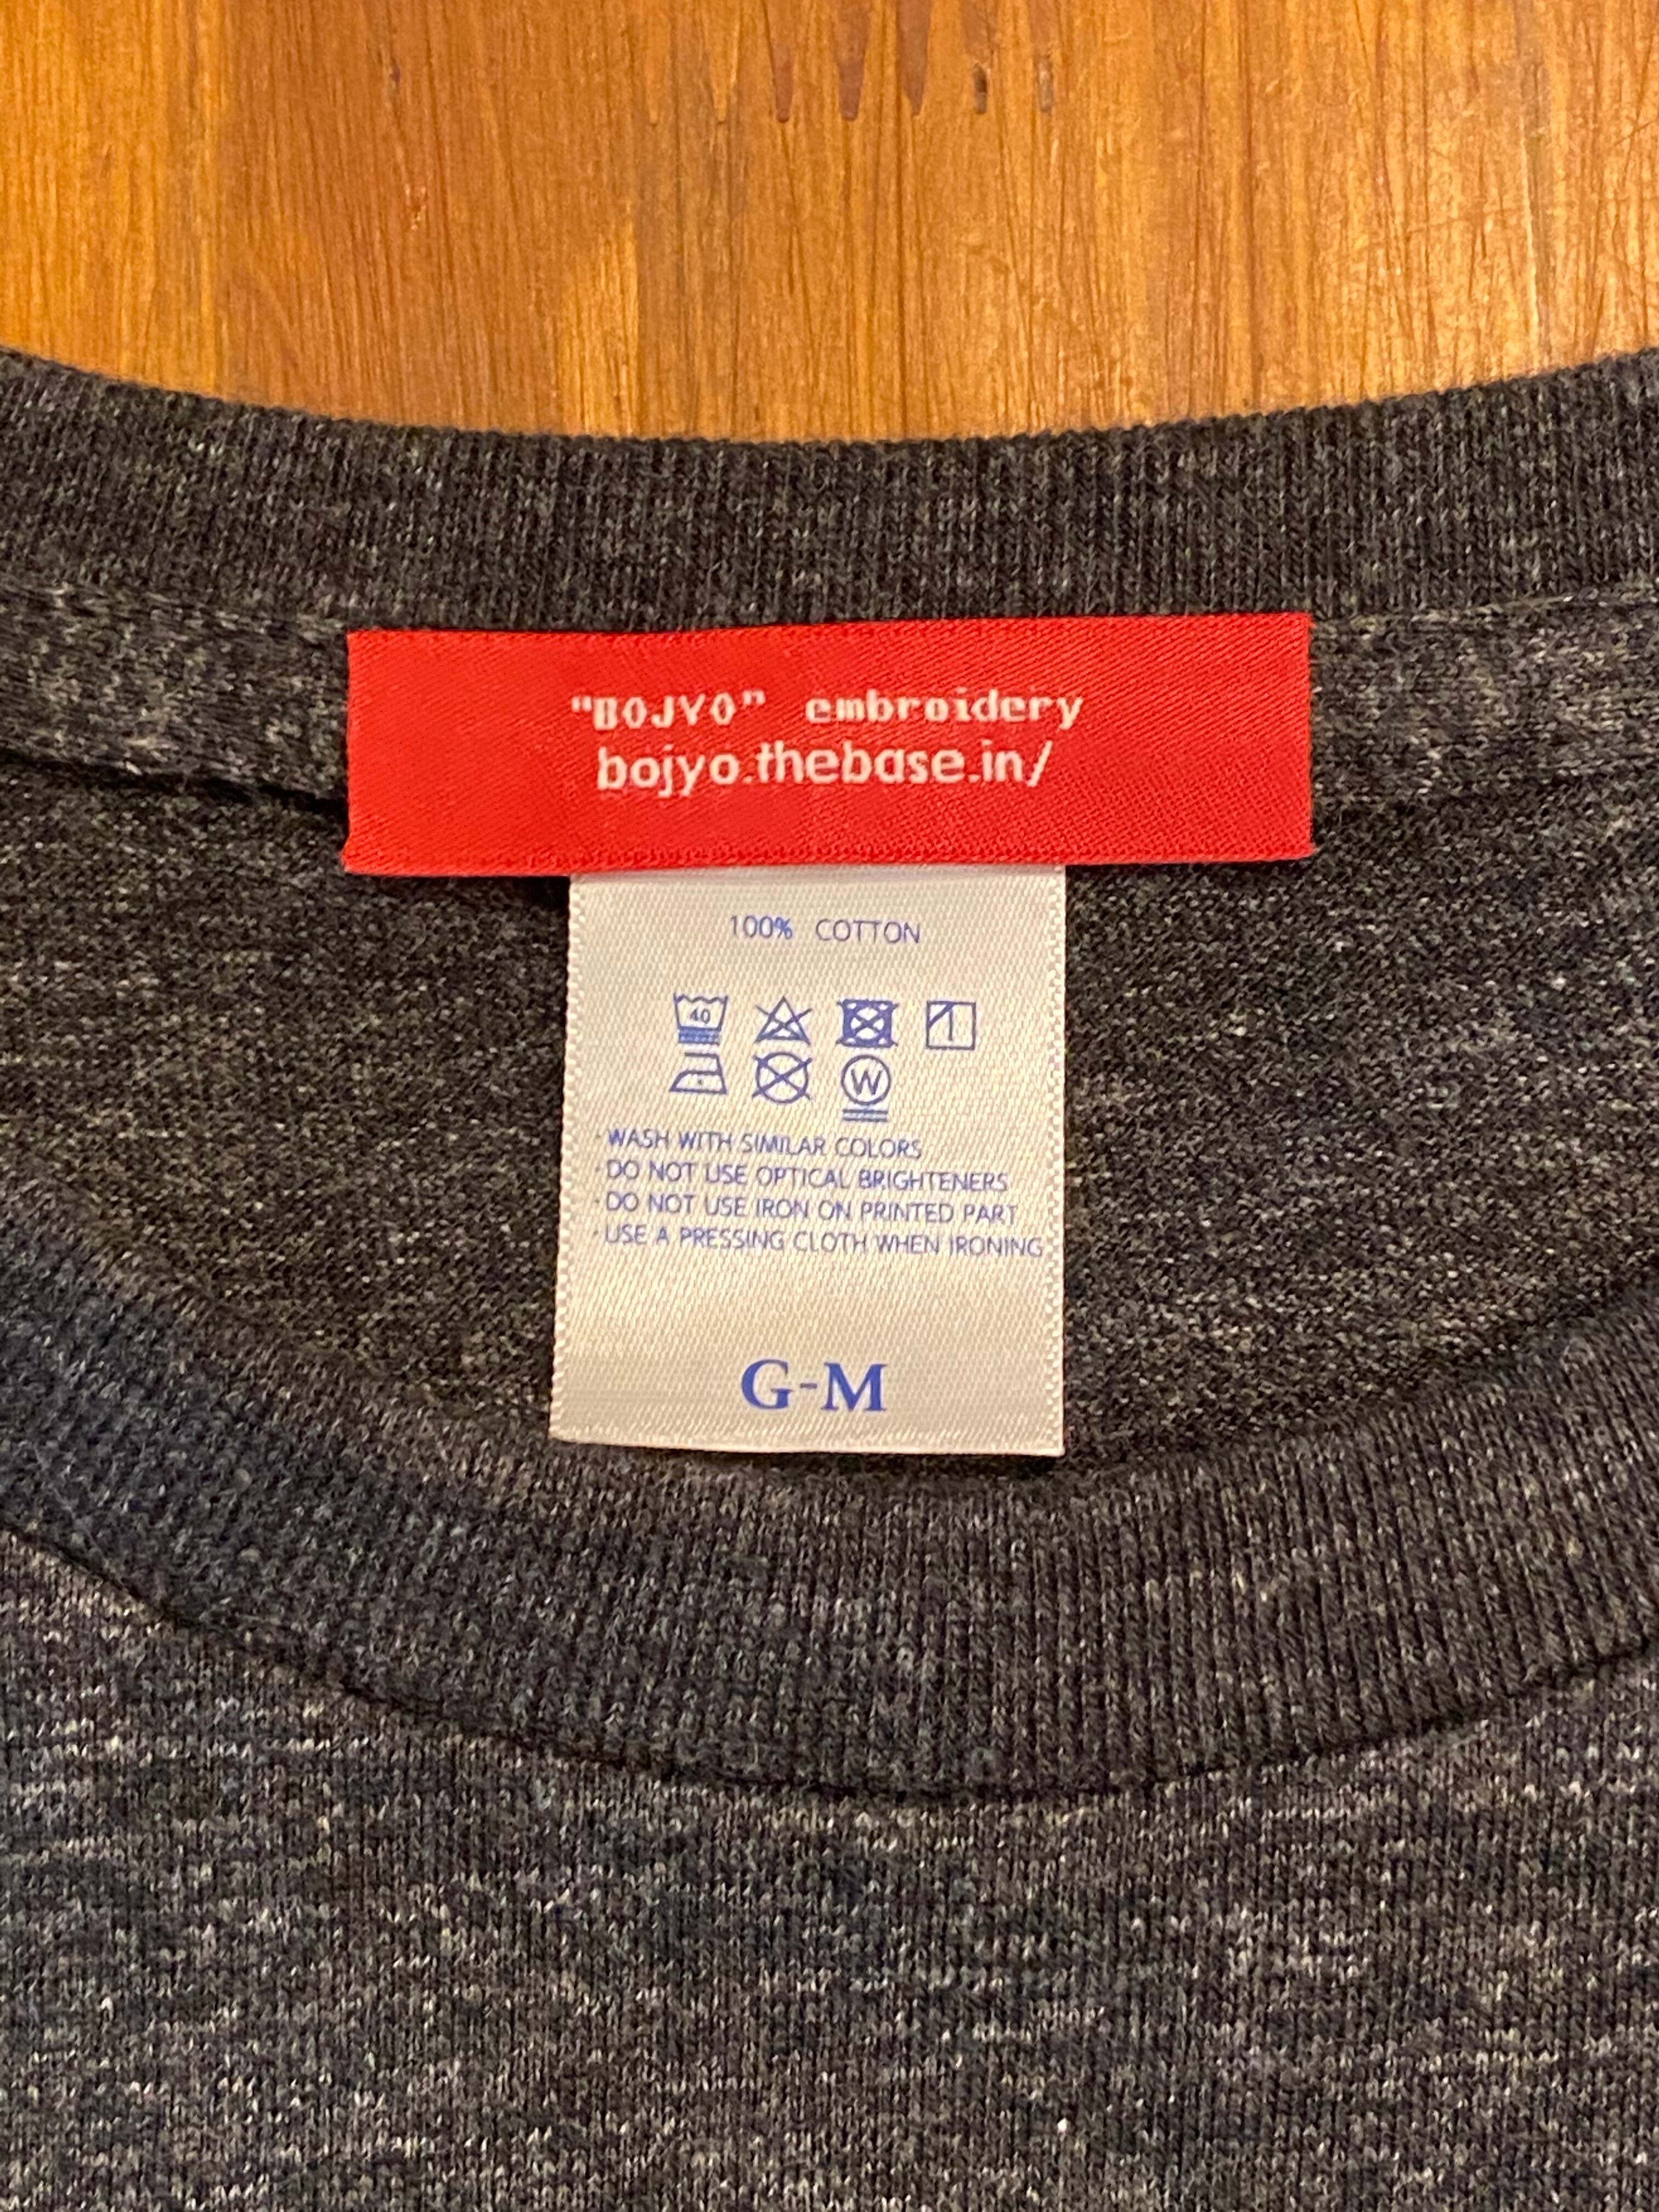 "BOJYO" embroidery
bojyo.thebase.in/
100% COTTON
40
W
·WASH WITH SIMILAR COLORS
·DO NOT USE OPTICAL BRIGHTENERS
·DO NOT USE IRON ON PRINTED PART
·USE A PRESSING CLOTH WHEN IRONING
G-M